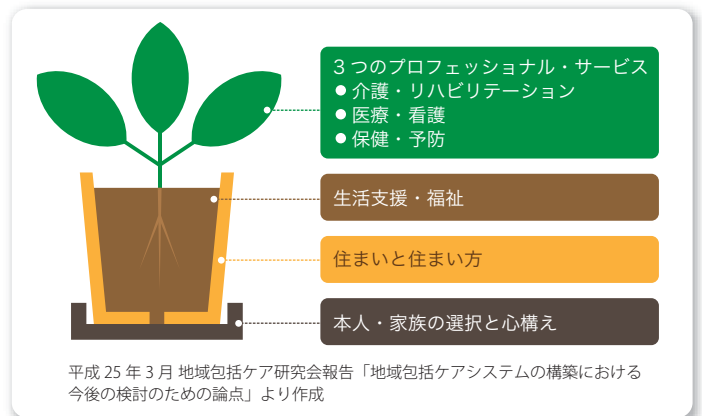 3つのプロフェッショナル・サービス
● 介護・リハビリテーション
● 医療・看護
● 保健・予防
生活支援・福祉
住まいと住まい方
本人・家族の選択と心構え
平成 25 年 3 月 地域包括ケア研究会報告「地域包括ケアシステムの構築における
今後の検討のための論点」より作成